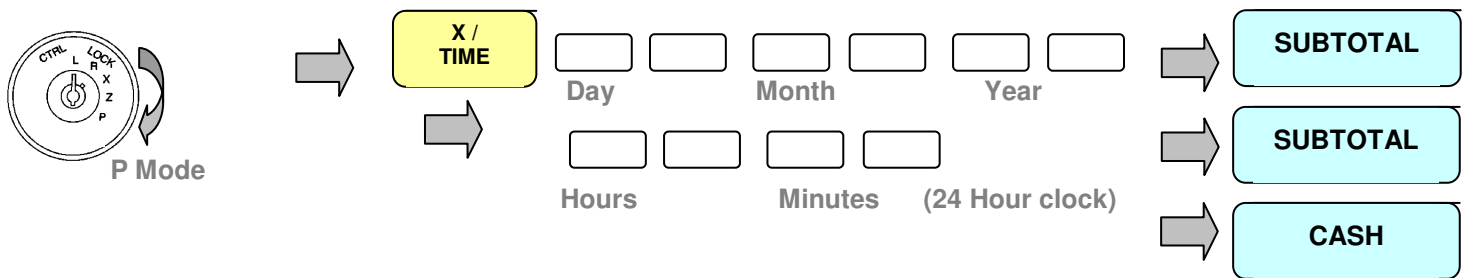 CTRL
L
LOCK
R
X
Z
P
P Mode
X /
TIME
Day Month Year
SUBTOTAL
Hours Minutes (24 Hour clock)
SUBTOTAL
CASH